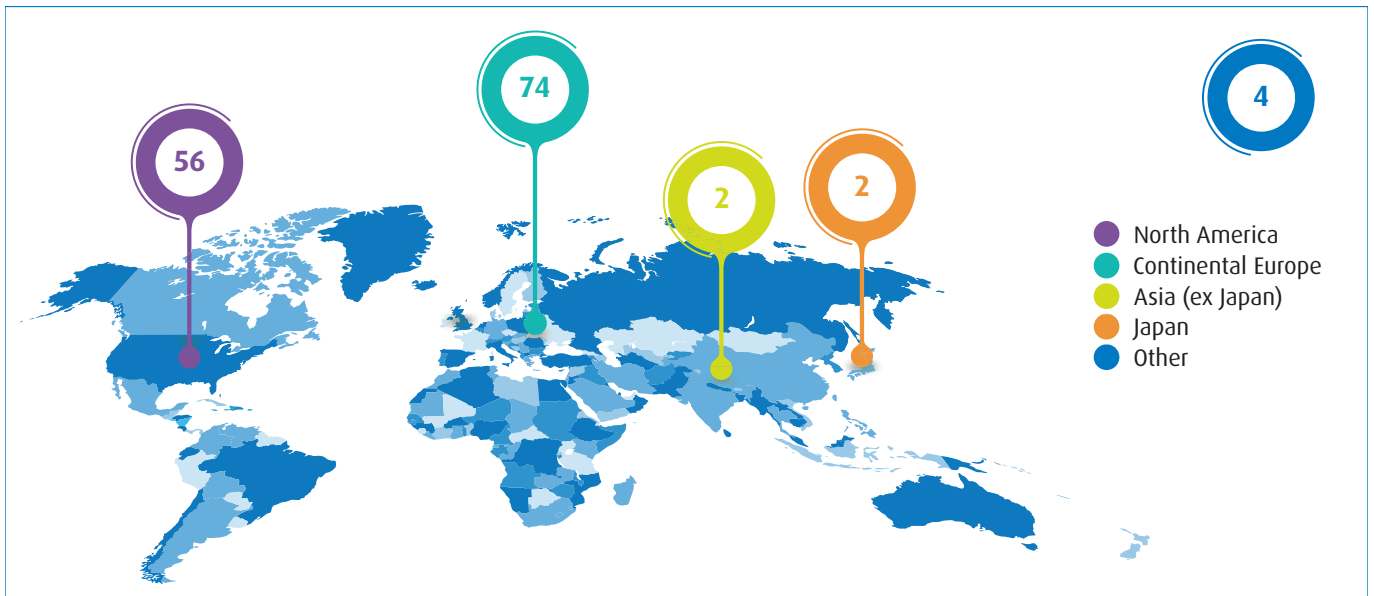 74
4
56
2
2
North America
Continental Europe
Asia (ex Japan)
Japan
Other